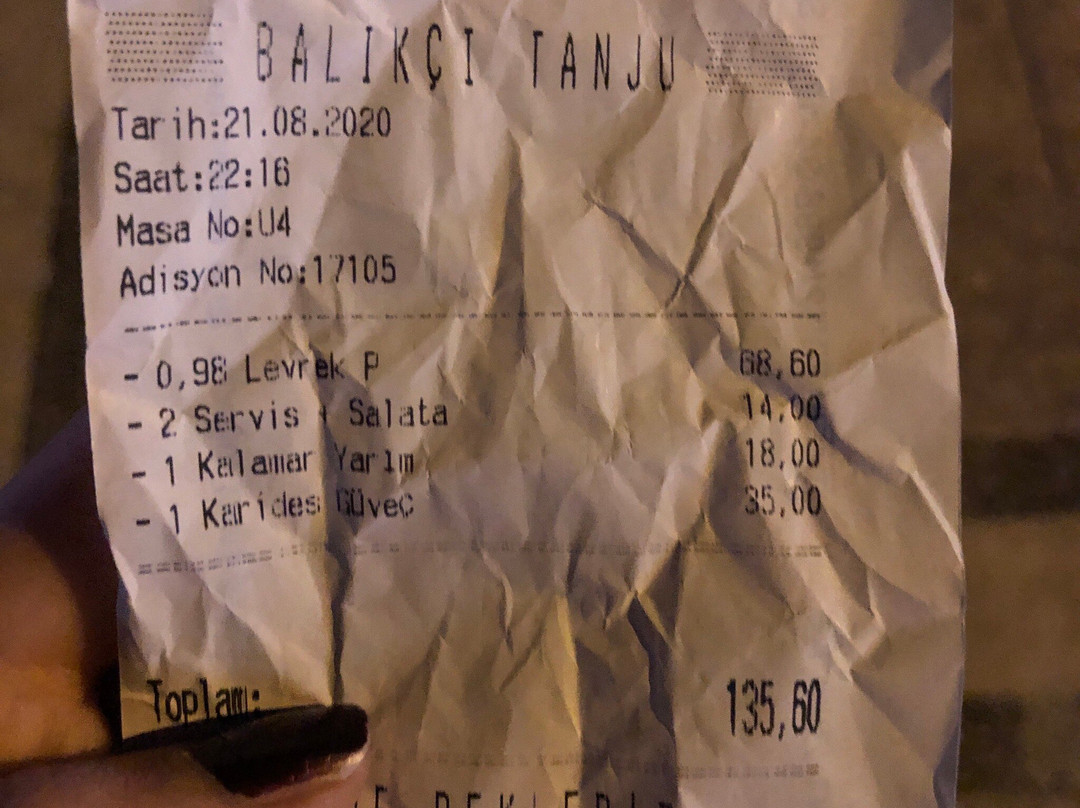 BALIKÇI TANJU
Tarih:21.08.2020
Saat:22:16
Masa No:U4
Adisyon No:17105
- 0,98 Levrek P 68,60
- 2 Servis + Salata 14,00
- 1 Kalamar Yarım 18,00
- 1 Karides Güveç 35,00
Toplam: 135,60